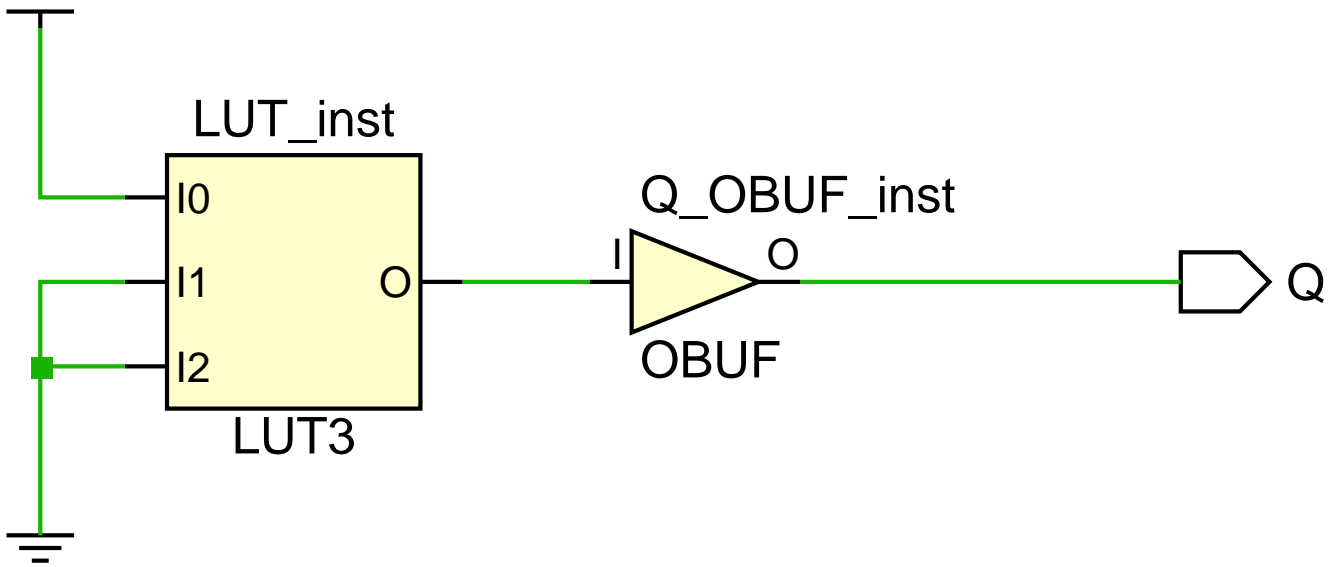 LUT_inst
I0
I1
I2
O
LUT3
Q_OBUF_inst
I
O
OBUF
Q